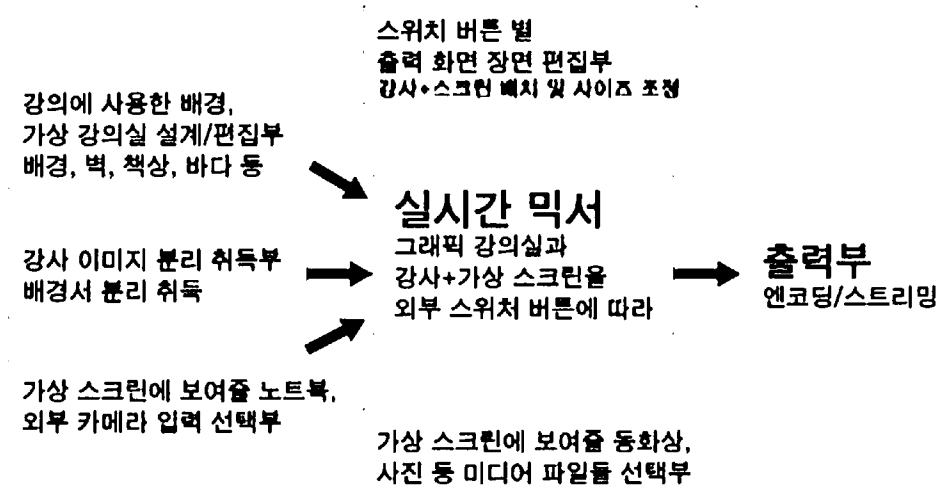 스위치 버튼 별
출력 화면 장면 편집부
강사+스크린 배치 및 사이즈 조정
강의에 사용한 배경,
가상 강의실 설계/편집부
배경, 벽, 책상, 바다 등
실시간 믹서
그래픽 강의실과
강사+가상 스크린을
외부 스위처 버튼에 따라
강사 이미지 분리 취득부
배경서 분리 취득
출력부
엔코딩/스트리밍
가상 스크린에 보여줄 노트북,
외부 카메라 입력 선택부
가상 스크린에 보여줄 동화상,
사진 등 미디어 파일들 선택부